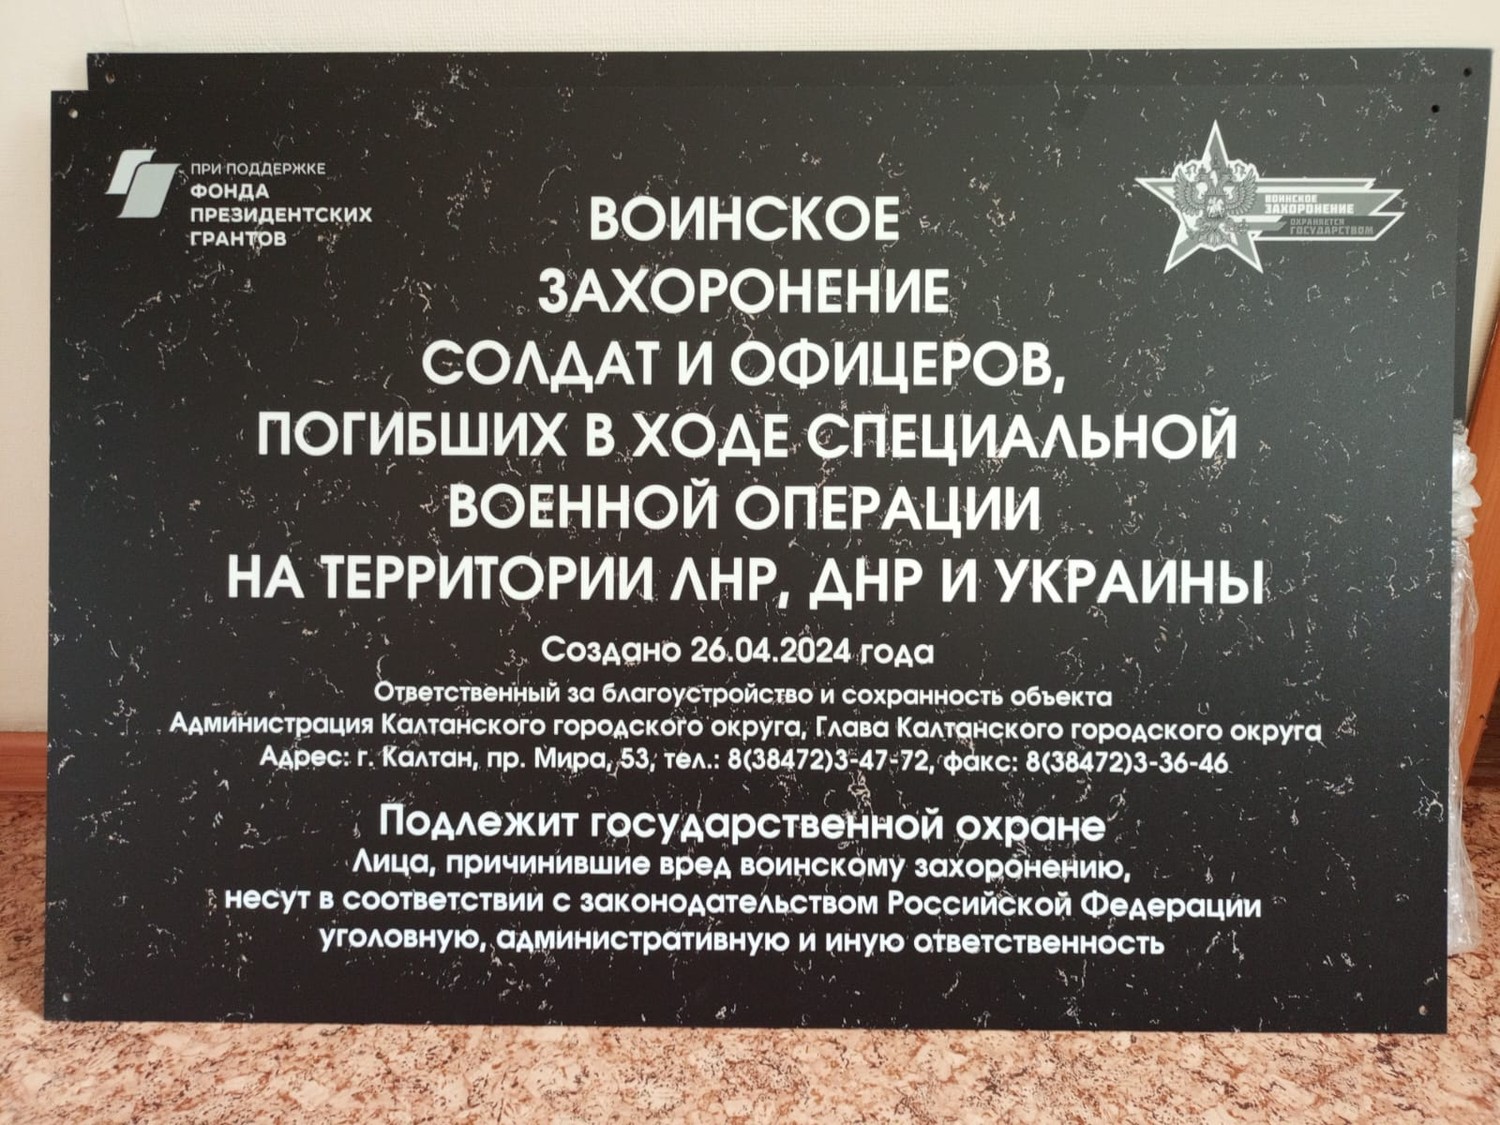 ПРИ ПОДДЕРЖКЕ
ФОНДА
ПРЕЗИДЕНТСКИХ
ГРАНТОВ
ВОИНСКОЕ
ЗАХОРОНЕНИЕ
ОХРАНЯЕТСЯ
ГОСУДАРСТВОМ
ВОИНСКОЕ
ЗАХОРОНЕНИЕ
СОЛДАТ И ОФИЦЕРОВ,
ПОГИБШИХ В ХОДЕ СПЕЦИАЛЬНОЙ
ВОЕННОЙ ОПЕРАЦИИ
НА ТЕРРИТОРИИ ЛНР, ДНР И УКРАИНЫ
Создано 26.04.2024 года
Ответственный за благоустройство и сохранность объекта
Администрация Калтанского городского округа, Глава Калтанского городского округа
Адрес: г. Калтан, пр. Мира, 53, тел.: 8(38472)3-47-72, факс: 8(38472)3-36-46
Подлежит государственной охране
Лица, причинившие вред воинскому захоронению,
несут в соответствии с законодательством Российской Федерации
уголовную, административную и иную ответственность